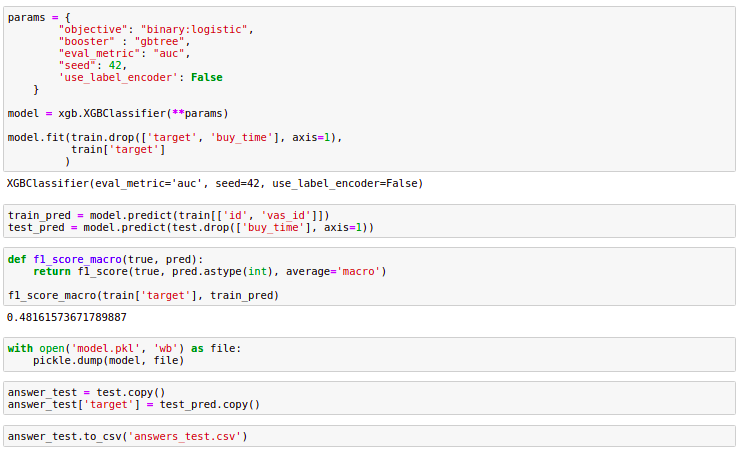 params = {
        "objective": "binary:logistic",
        "booster" : "gbtree",
        "eval_metric": "auc",
        "seed": 42,
        'use_label_encoder': False
    }
model = xgb.XGBClassifier(**params)
model.fit(train.drop(['target', 'buy_time'], axis=1),
          train['target']
         )
XGBClassifier(eval_metric='auc', seed=42, use_label_encoder=False)
train_pred = model.predict(train[['id', 'vas_id']])
test_pred = model.predict(test.drop(['buy_time'], axis=1))
def f1_score_macro(true, pred):
    return f1_score(true, pred.astype(int), average='macro')
f1_score_macro(train['target'], train_pred)
0.48161573671789887
with open('model.pkl', 'wb') as file:
    pickle.dump(model, file)
answer_test = test.copy()
answer_test['target'] = test_pred.copy()
answer_test.to_csv('answers_test.csv')